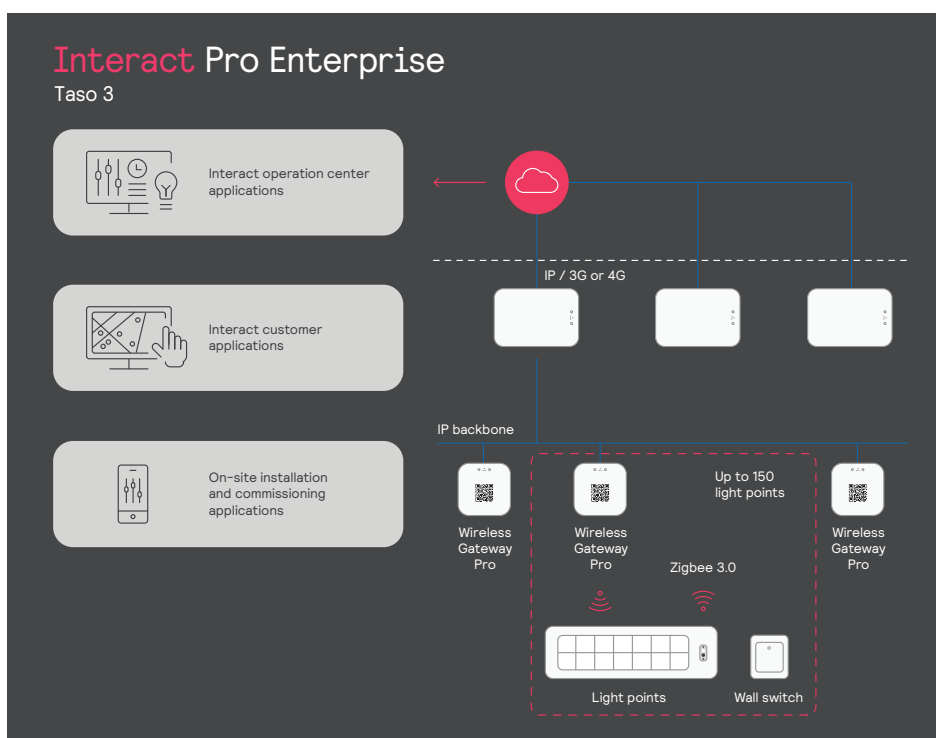 Interact Pro Enterprise
Taso 3
Interact operation center
applications
Interact customer
applications
On-site installation
and commissioning
applications
IP / 3G or 4G
IP backbone
Up to 150
light points
Wireless
Gateway
Pro
Wireless
Gateway
Pro
Wireless
Gateway
Pro
Zigbee 3.0
Light points
Wall switch